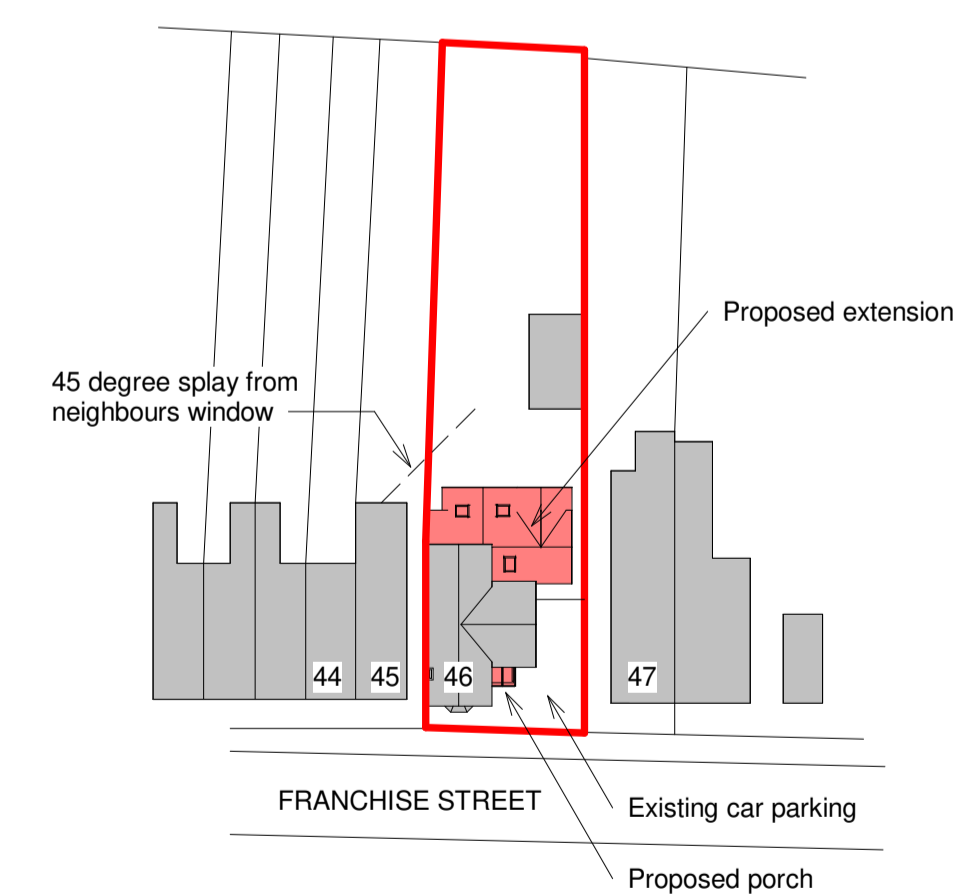 Proposed extension
45 degree splay from
neighbours window
44
45
46
47
FRANCHISE STREET
Existing car parking
Proposed porch